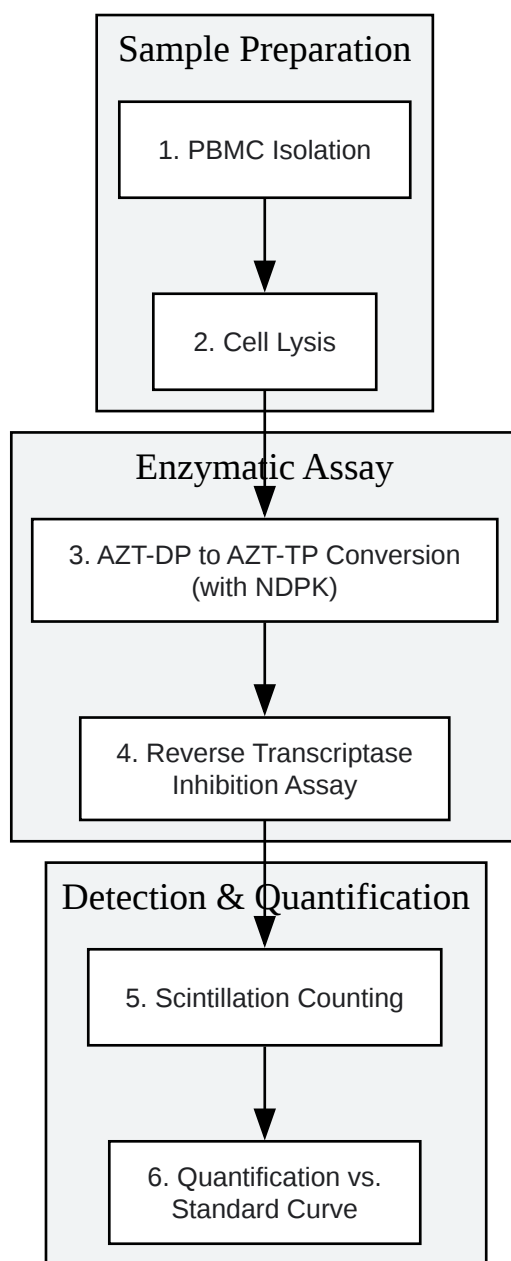 Sample Preparation
1. PBMC Isolation
2. Cell Lysis
Enzymatic Assay
3. AZT-DP to AZT-TP Conversion
(with NDPK)
4. Reverse Transcriptase
Inhibition Assay
Detection & Quantification
5. Scintillation Counting
6. Quantification vs.
Standard Curve